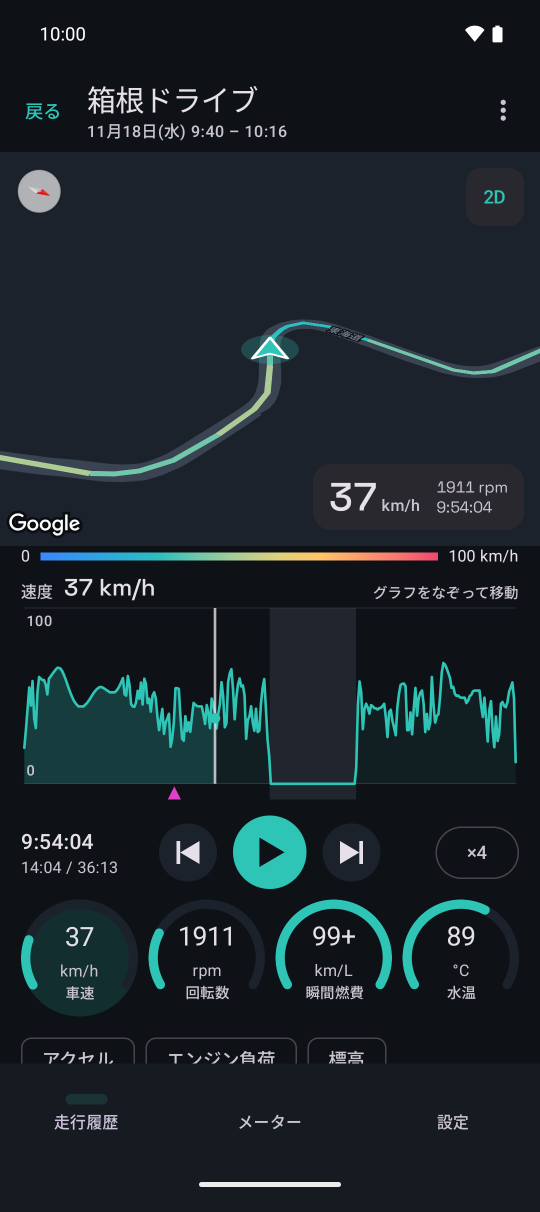 10:00
戻る
箱根ドライブ
11月18日(水) 9:40 – 10:16
2D
東海道
37 km/h
1911 rpm
9:54:04
Google
0
100 km/h
速度 37 km/h
グラフをなぞって移動
100
0
9:54:04
14:04 / 36:13
×4
37
km/h
車速
1911
rpm
回転数
99+
km/L
瞬間燃費
89
°C
水温
アクセル
エンジン負荷
標高
走行履歴
メーター
設定